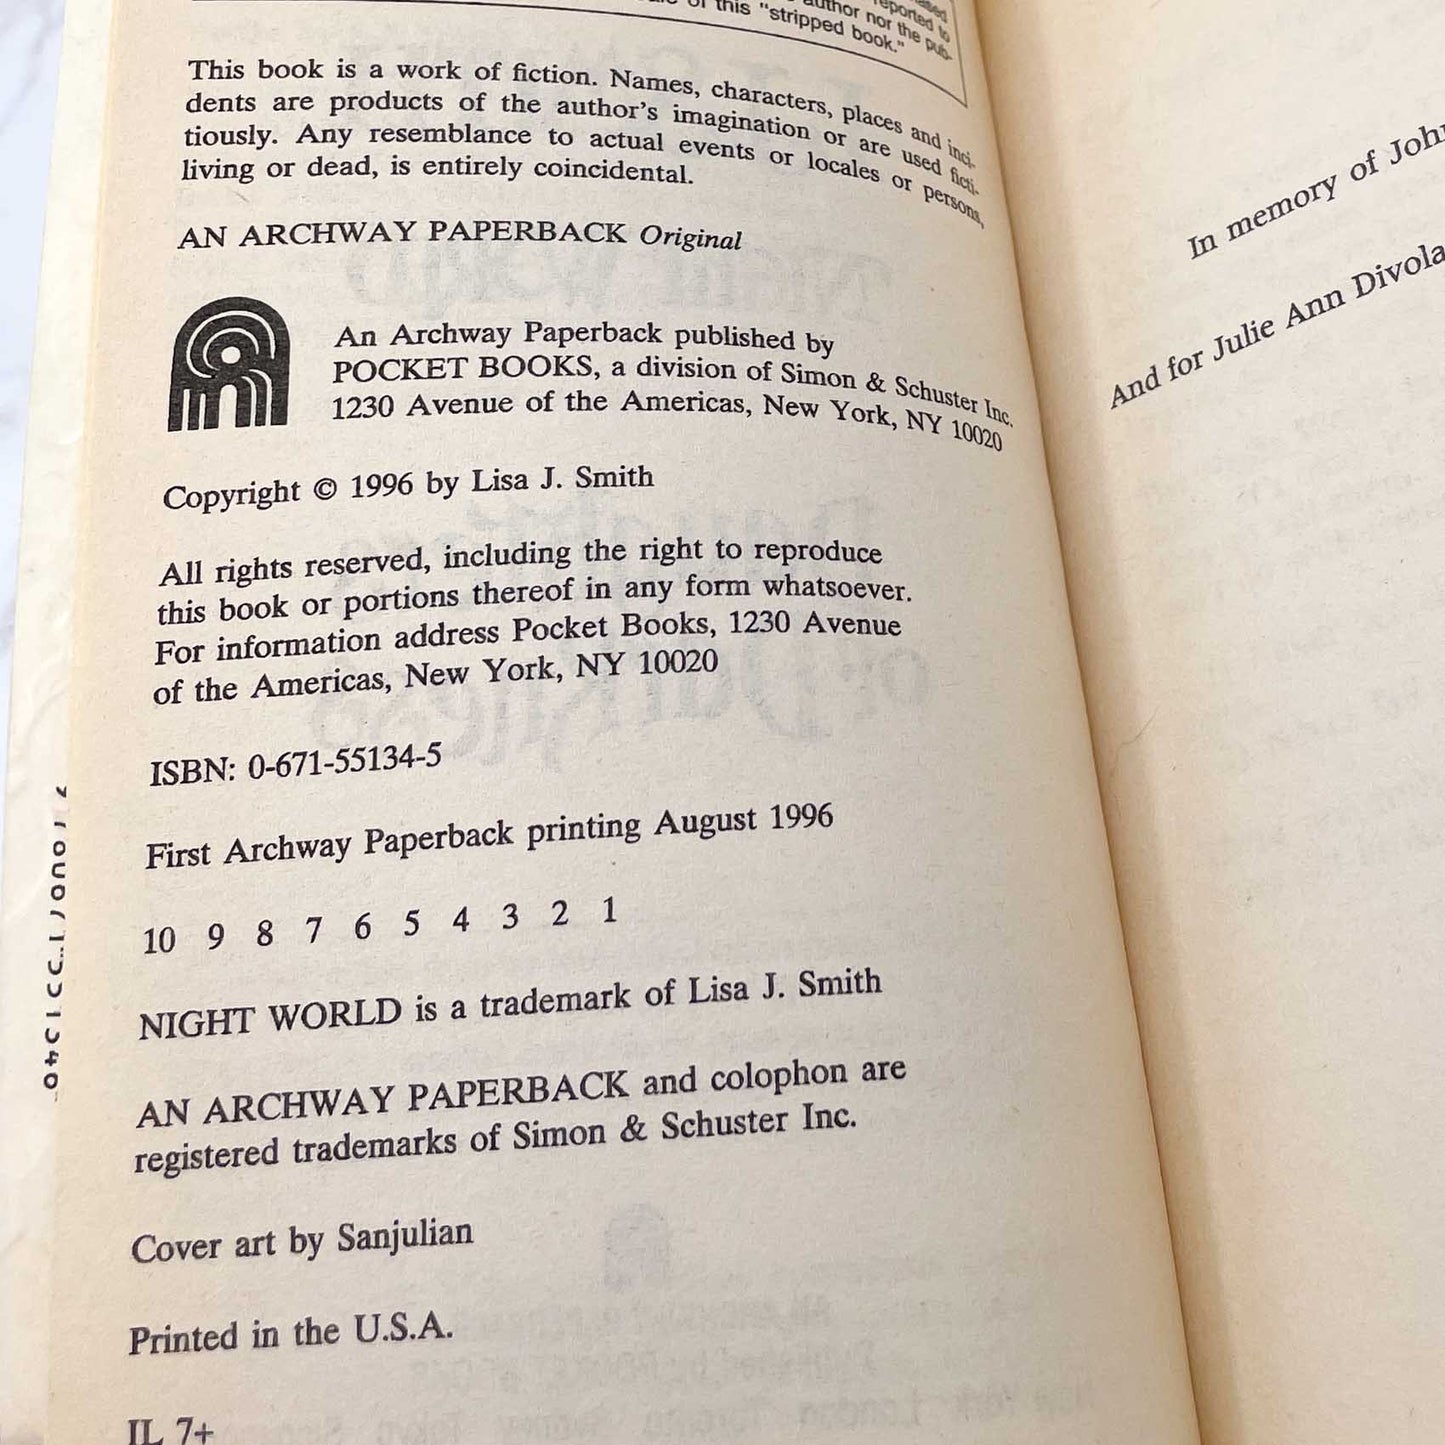 reported to
author nor the pub-
of this "stripped book."
This book is a work of fiction. Names, characters, places and inci-
dents are products of the author's imagination or are used ficti-
tiously. Any resemblance to actual events or locales or persons,
living or dead, is entirely coincidental.
AN ARCHWAY PAPERBACK Original
An Archway Paperback published by
POCKET BOOKS, a division of Simon & Schuster Inc.
1230 Avenue of the Americas, New York, NY 10020
Copyright © 1996 by Lisa J. Smith
All rights reserved, including the right to reproduce
this book or portions thereof in any form whatsoever.
For information address Pocket Books, 1230 Avenue
of the Americas, New York, NY 10020
ISBN: 0-671-55134-5
First Archway Paperback printing August 1996
10 9 8 7 6 5 4 3 2 1
NIGHT WORLD is a trademark of Lisa J. Smith
AN ARCHWAY PAPERBACK and colophon are
registered trademarks of Simon & Schuster Inc.
Cover art by Sanjulian
Printed in the U.S.A.
IL 7+
In memory of John
And for Julie Ann Divola